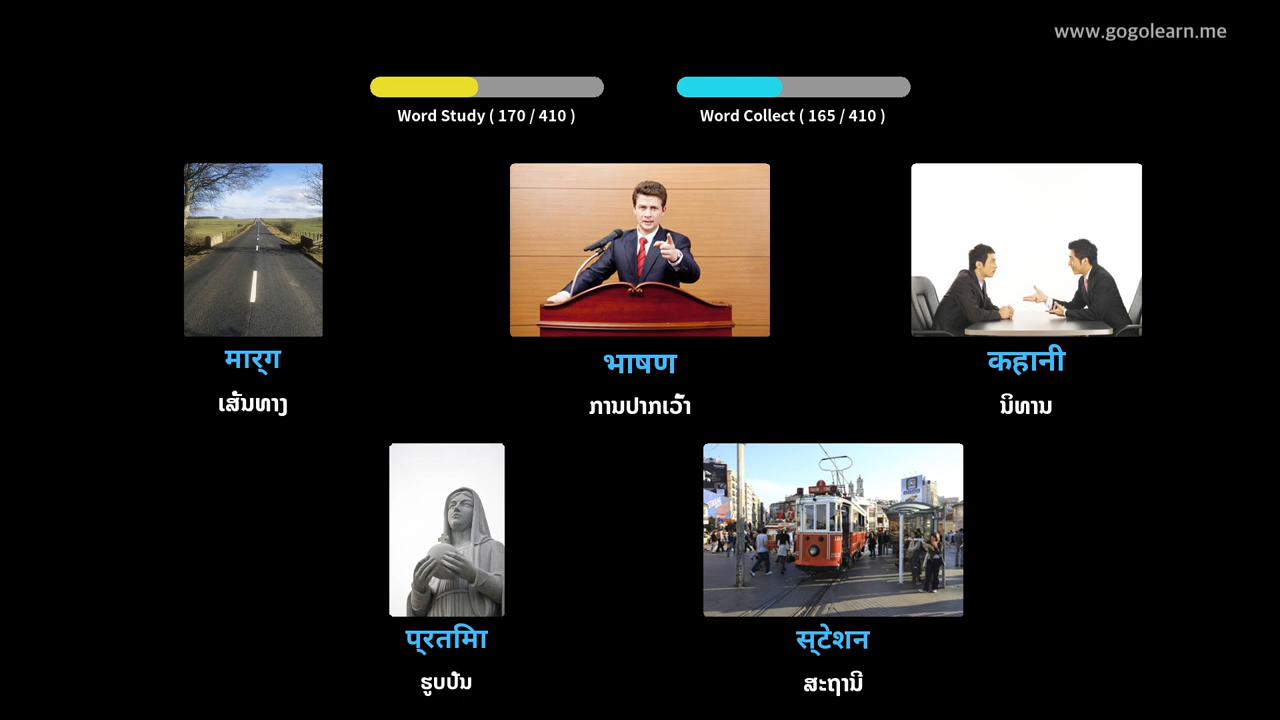 www.gogolearn.me
Word Study ( 170 / 410 )
Word Collect ( 165 / 410 )
मार्ग
ເສັ້ນທາງ
भाषण
ການປາກເວົ້າ
कहानी
ນິທານ
प्रतिमा
ຮູບປັ້ນ
स्टेशन
ສະຖານີ